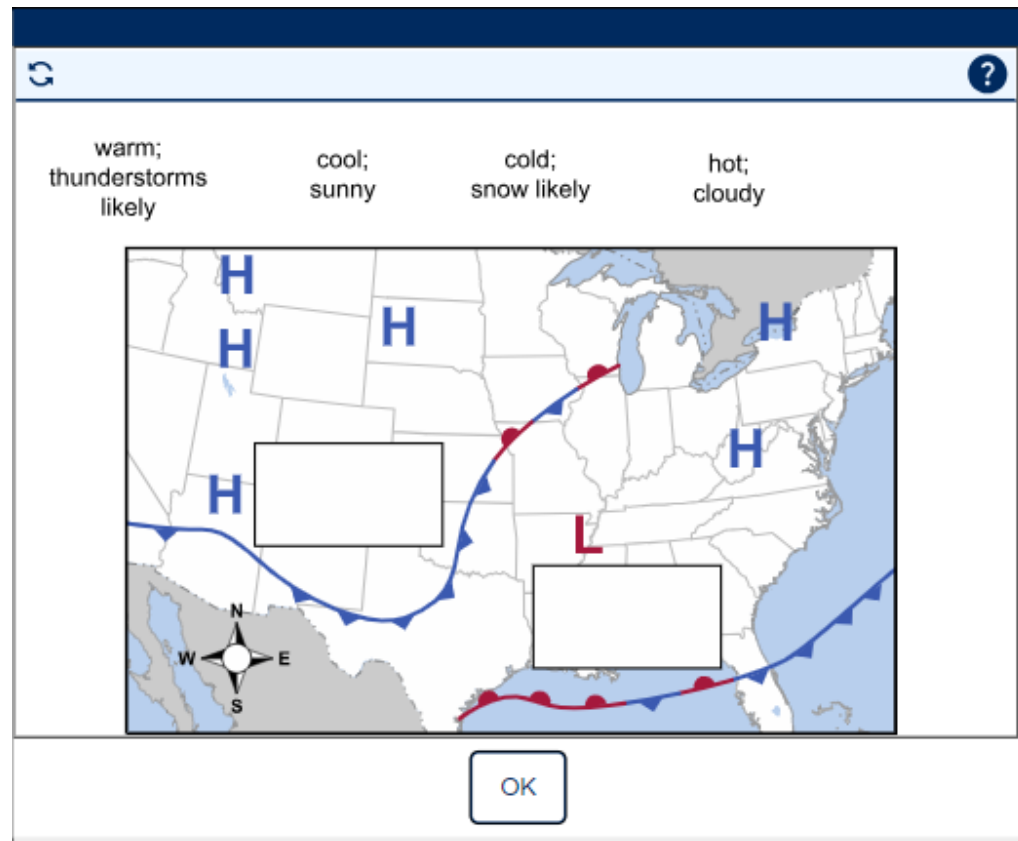 ?
warm;
thunderstorms
likely
cool;
sunny
cold;
snow likely
hot;
cloudy
H
H
H
H
H
H
L
N
W E
S
OK